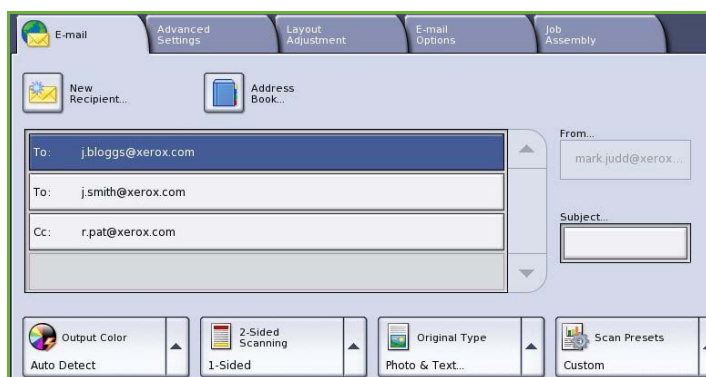 E-mail
Advanced
Settings
Layout
Adjustment
E-mail
Options
Job
Assembly
New
Recipient...
Address
Book...
To: j.bloggs@xerox.com
To: j.smith@xerox.com
Cc: r.pat@xerox.com
From...
mark.judd@xerox...
Subject...
Output Color
Auto Detect
2-Sided
Scanning
1-Sided
Original Type
Photo & Text...
Scan Presets
Custom